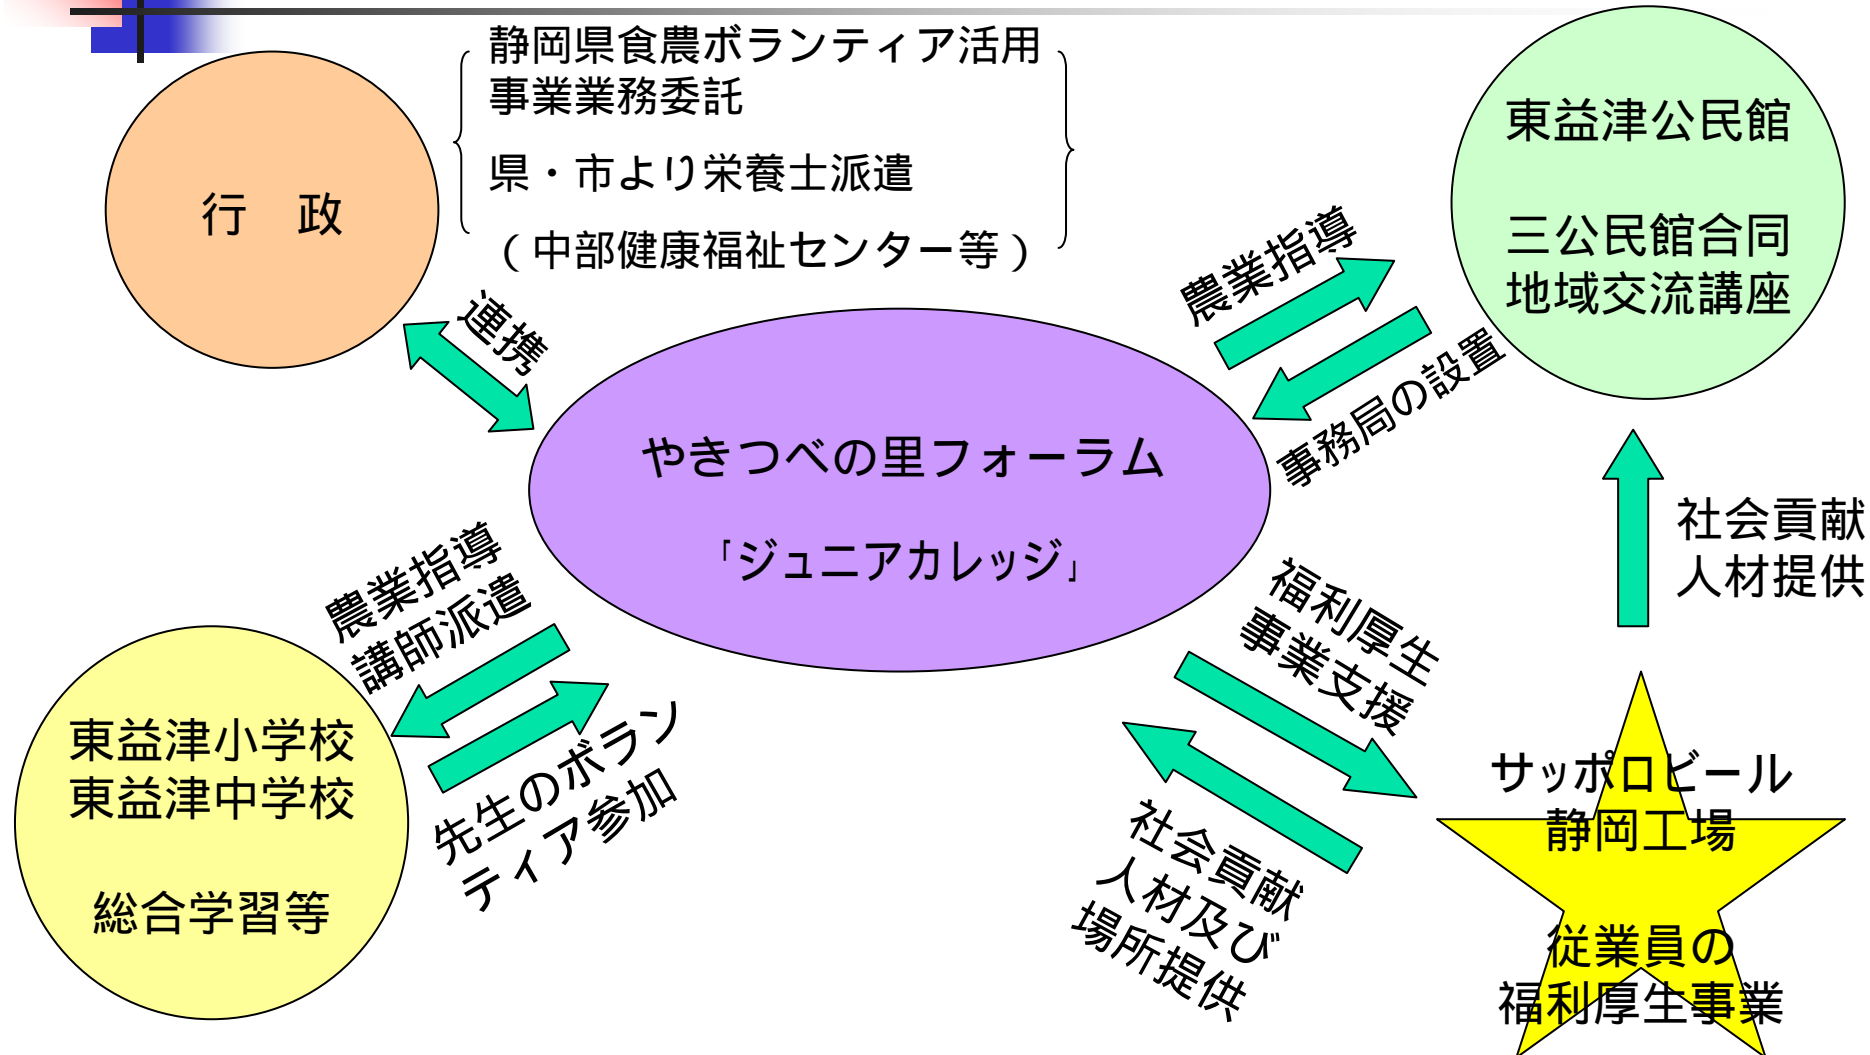 静岡県食農ボランティア活用
事業業務委託
県・市より栄養士派遣
（中部健康福祉センター等）
行　政
連携
東益津公民館
三公民館合同
地域交流講座
農業指導
事務局の設置
やきつべの里フォーラム
「ジュニアカレッジ」
社会貢献
人材提供
農業指導
講師派遣
先生のボラン
ティア参加
東益津小学校
東益津中学校
総合学習等
福利厚生
事業支援
社会貢献
人材及び
場所提供
サッポロビール
静岡工場
従業員の
福利厚生事業